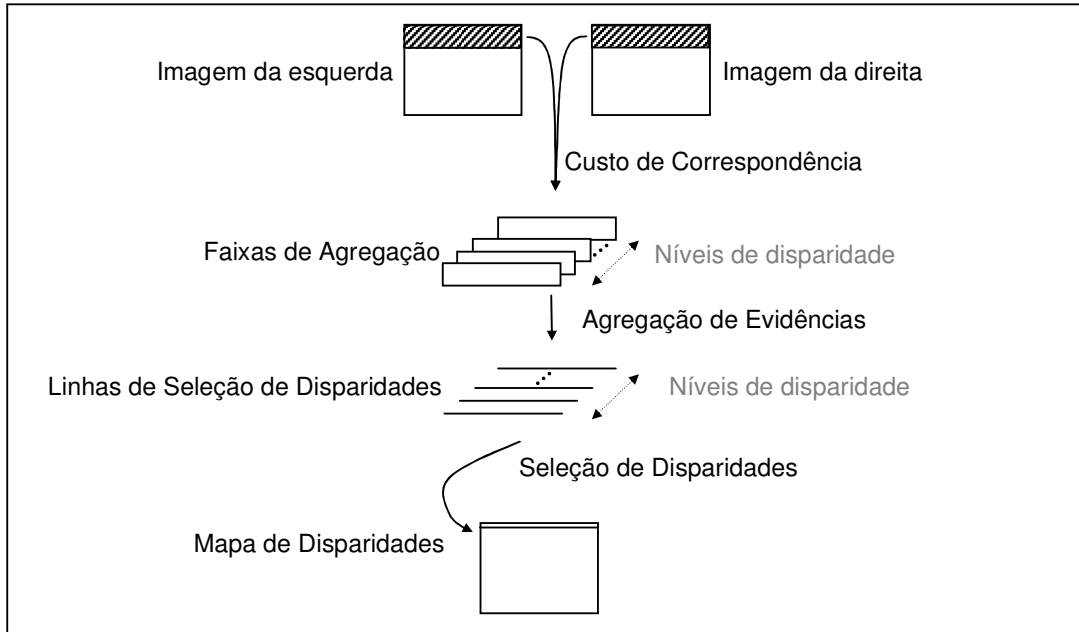 Imagem da esquerda
Imagem da direita
Custo de Correspondência
Faixas de Agregação
Níveis de disparidade
Agregação de Evidências
Linhas de Seleção de Disparidades
Níveis de disparidade
Seleção de Disparidades
Mapa de Disparidades